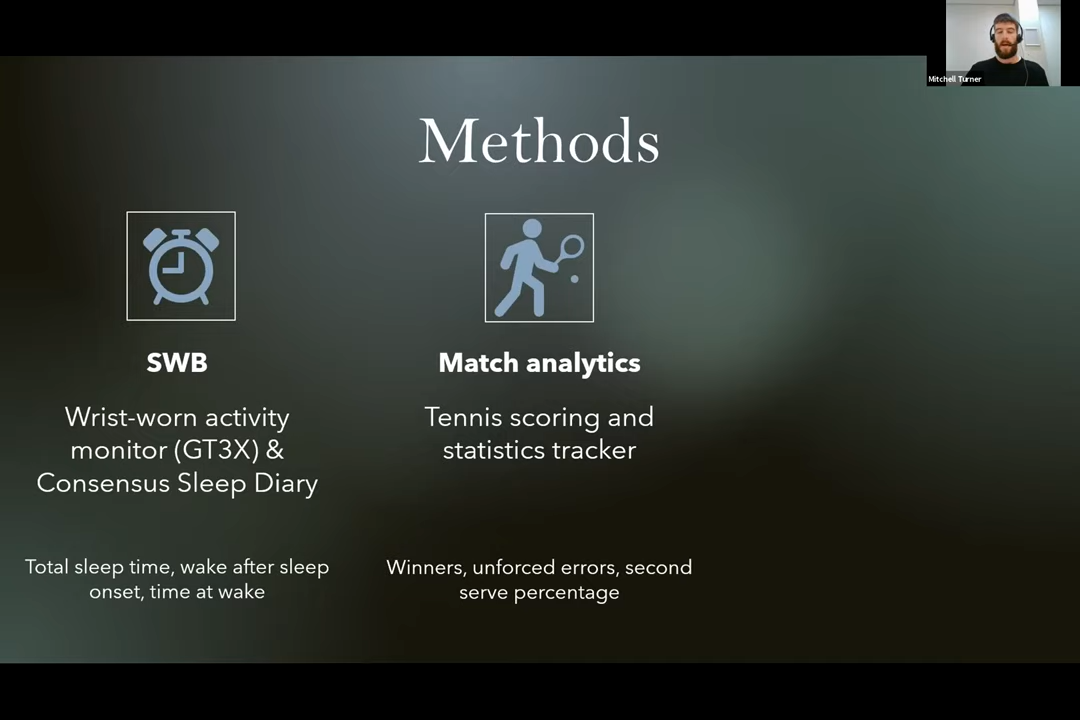 Mitchell Turner
Methods
SWB
Wrist-worn activity
monitor (GT3X) &
Consensus Sleep Diary
Total sleep time, wake after sleep
onset, time at wake
Match analytics
Tennis scoring and
statistics tracker
Winners, unforced errors, second
serve percentage